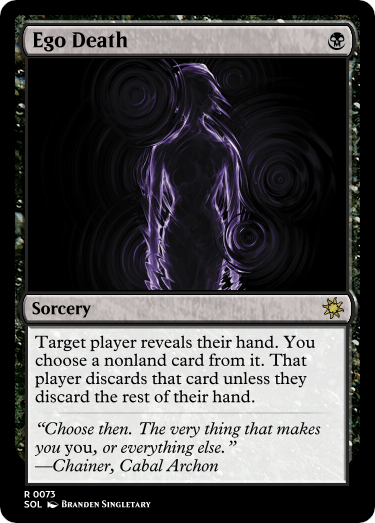 Ego Death
Sorcery
Target player reveals their hand. You
choose a nonland card from it. That
player discards that card unless they
discard the rest of their hand.
“Choose then. The very thing that makes
you you, or everything else.”
—Chainer, Cabal Archon
R 0073
SOL Branden Singletary